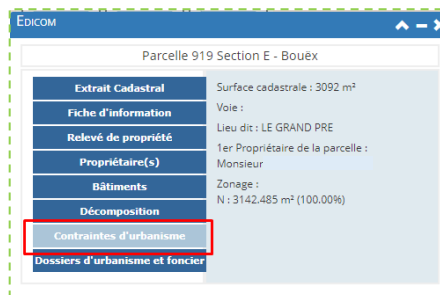 EDICOM
Parcelle 919 Section E - Bouëx
Extrait Cadastral
Fiche d'information
Relevé de propriété
Propriétaire(s)
Bâtiments
Décomposition
Contraintes d'urbanisme
Dossiers d'urbanisme et foncier
Surface cadastrale : 3092 m²
Voie :
Lieu dit : LE GRAND PRE
1er Propriétaire de la parcelle :
Monsieur
Zonage :
N : 3142.485 m² (100.00%)